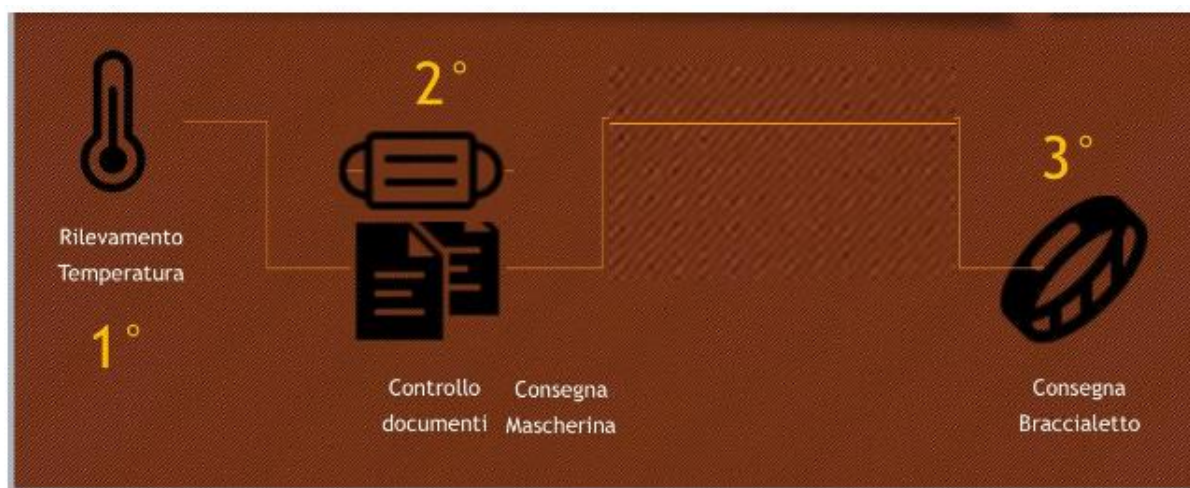 Rilevamento
Temperatura
1°
2°
Controllo
documenti
Consegna
Mascherina
3°
Consegna
Braccialetto